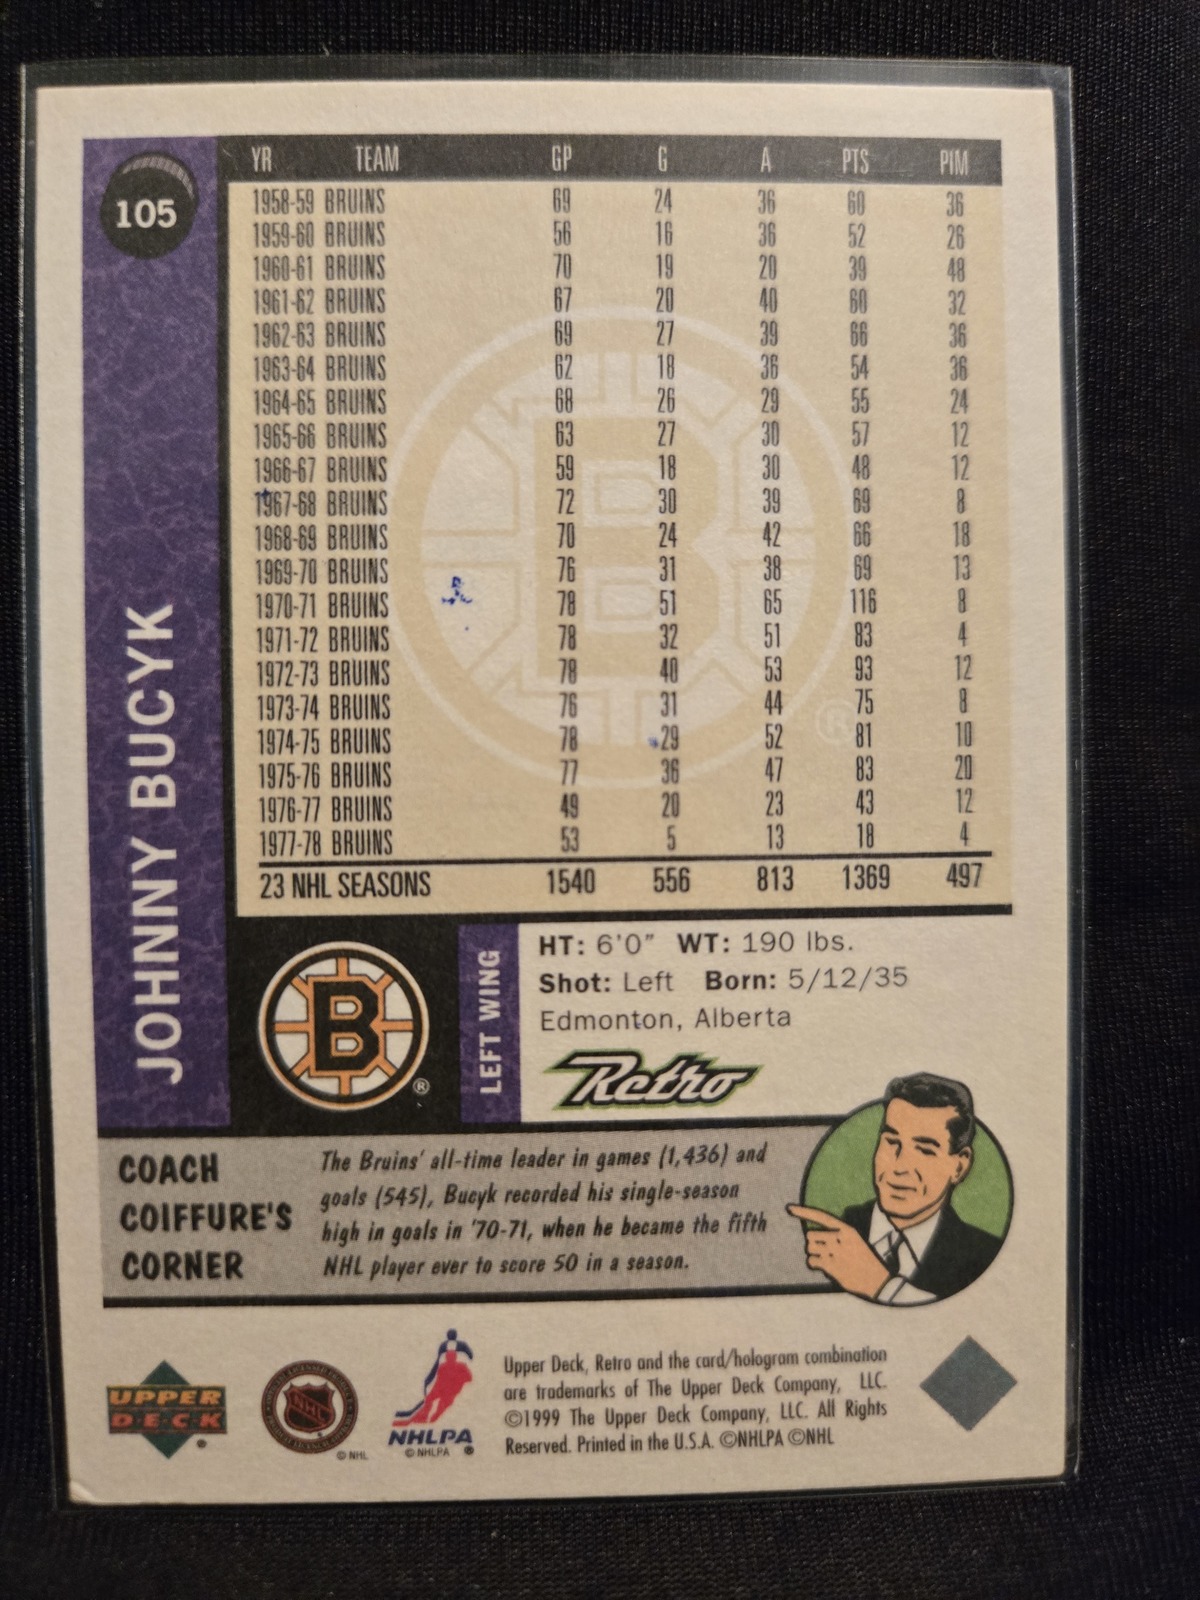 105
JOHNNY BUCYK
YR TEAM GP G A PTS PIM
1958-59 BRUINS 69 24 36 60 36
1959-60 BRUINS 56 16 36 52 26
1960-61 BRUINS 70 19 20 39 48
1961-62 BRUINS 67 20 40 60 32
1962-63 BRUINS 69 27 39 66 36
1963-64 BRUINS 62 18 36 54 36
1964-65 BRUINS 68 26 29 55 24
1965-66 BRUINS 63 27 30 57 12
1966-67 BRUINS 59 18 30 48 12
1967-68 BRUINS 72 30 39 69 8
1968-69 BRUINS 70 24 42 66 18
1969-70 BRUINS 76 31 38 69 13
1970-71 BRUINS 78 51 65 116 8
1971-72 BRUINS 78 32 51 83 4
1972-73 BRUINS 78 40 53 93 12
1973-74 BRUINS 76 31 44 75 8
1974-75 BRUINS 78 29 52 81 10
1975-76 BRUINS 77 36 47 83 20
1976-77 BRUINS 49 20 23 43 12
1977-78 BRUINS 53 5 13 18 4
23 NHL SEASONS 1540 556 813 1369 497
B
®
LEFT WING
HT: 6'0" WT: 190 lbs.
Shot: Left Born: 5/12/35
Edmonton, Alberta
Retro
COACH
COIFFURE'S
CORNER
The Bruins' all-time leader in games (1,436) and
goals (545), Bucyk recorded his single-season
high in goals in '70-71, when he became the fifth
NHL player ever to score 50 in a season.
UPPER
DECK
®
NHL
©NHL
NHLPA
©NHLPA ®
Upper Deck, Retro and the card/hologram combination
are trademarks of The Upper Deck Company, LLC.
©1999 The Upper Deck Company, LLC. All Rights
Reserved. Printed in the U.S.A. ©NHLPA ©NHL